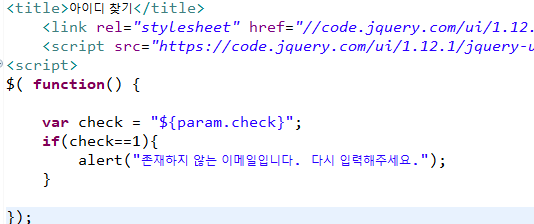 <title>아이디 찾기</title>
<link rel="stylesheet" href="//code.jquery.com/ui/1.12.
<script src="https://code.jquery.com/ui/1.12.1/jquery-u
<script>
$( function() {
var check = "${param.check}";
if(check==1){
alert("존재하지 않는 이메일입니다. 다시 입력해주세요.");
}
});